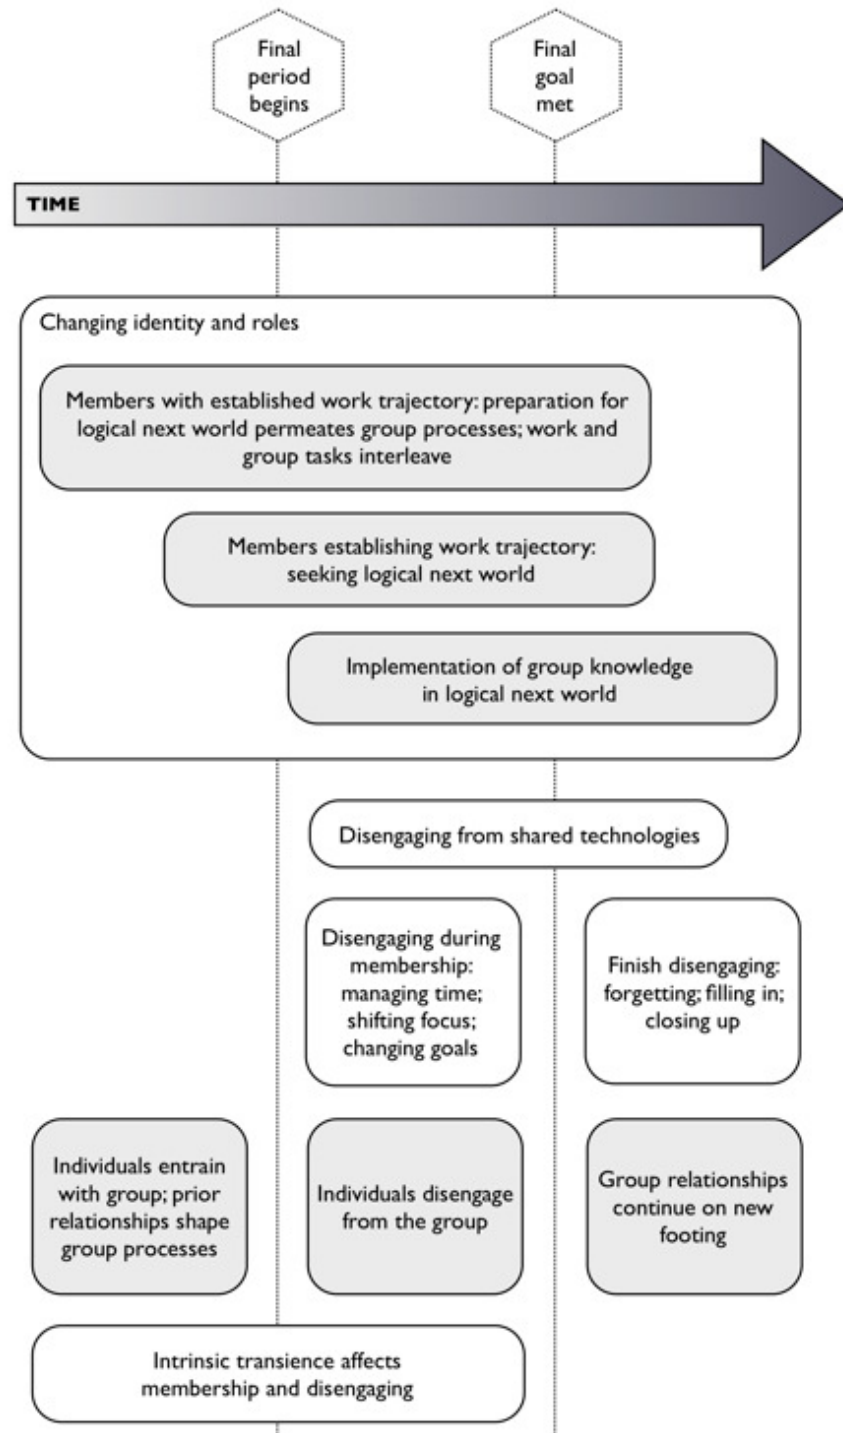 Final
period
begins
Final
goal
met
TIME
Changing identity and roles
Members with established work trajectory: preparation for
logical next world permeates group processes; work and
group tasks interleave
Members establishing work trajectory:
seeking logical next world
Implementation of group knowledge
in logical next world
Disengaging from shared technologies
Disengaging during
membership:
managing time;
shifting focus;
changing goals
Finish disengaging:
forgetting; filling in;
closing up
Individuals entrain
with group; prior
relationships shape
group processes
Individuals disengage
from the group
Group relationships
continue on new
footing
Intrinsic transience affects
membership and disengaging